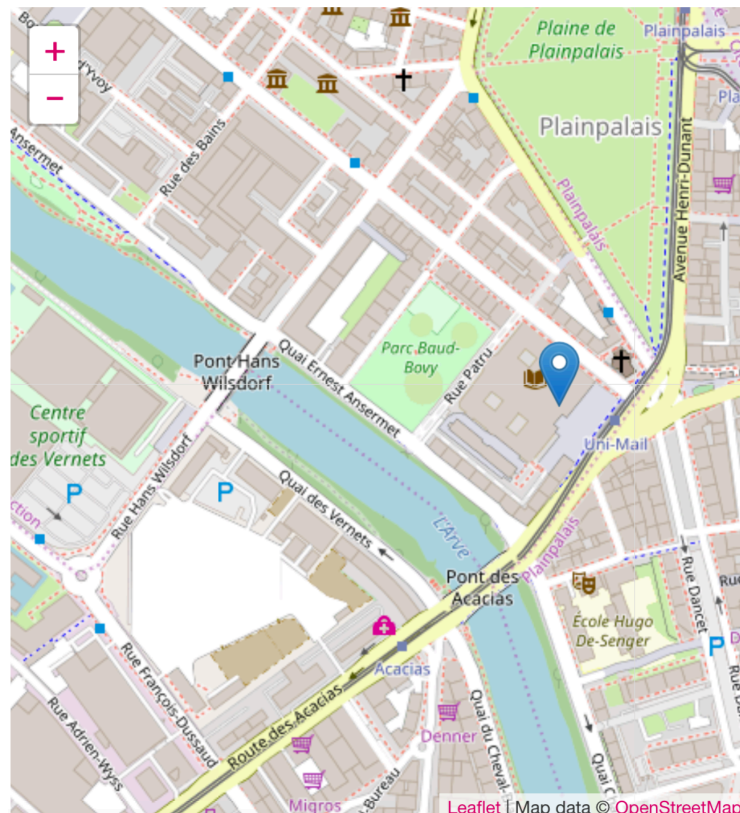 +
−
d'Yvoy
Ansermet
Rue des Bains
Plaine de
Plainpalais
Plainpalais
Plainpalais
Plainpalais
Avenue Henri-Dunant
Pont Hans
Wilsdorf
Quai Ernest Ansermet
Parc Baud-
Bovy
Rue Patru
Uni-Mail
Centre
sportif
des Vernets
P
P
Rue Hans Wilsdorf
Quai des Vernets
L'Arve
Pont des
Acacias
Plainpalais
École Hugo
De-Senger
Rue Dancet
P
Acacias
Rue François-Dussaud
Rue Adrien-Wyss
Route des Acacias
Denner
Migros
Quai du Cheval-
-Bureau
Leaflet | Map data © OpenStreetMap